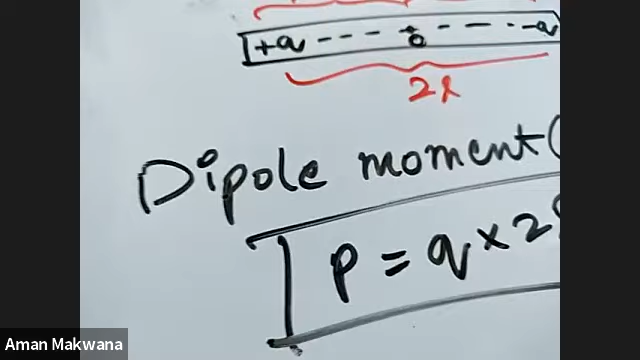 +q --- o --- -q
2l
Dipole moment (
p = q × 2
Aman Makwana